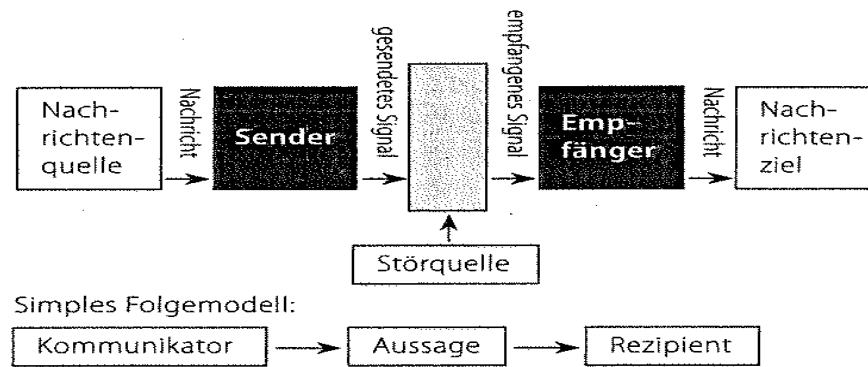 Nach-
richten-
quelle
Nachricht
Sender
gesendetes Signal
empfangenes Signal
Emp-
fänger
Nachricht
Nach-
richten-
ziel
Störquelle
Simples Folgemodell:
Kommunikator
Aussage
Rezipient